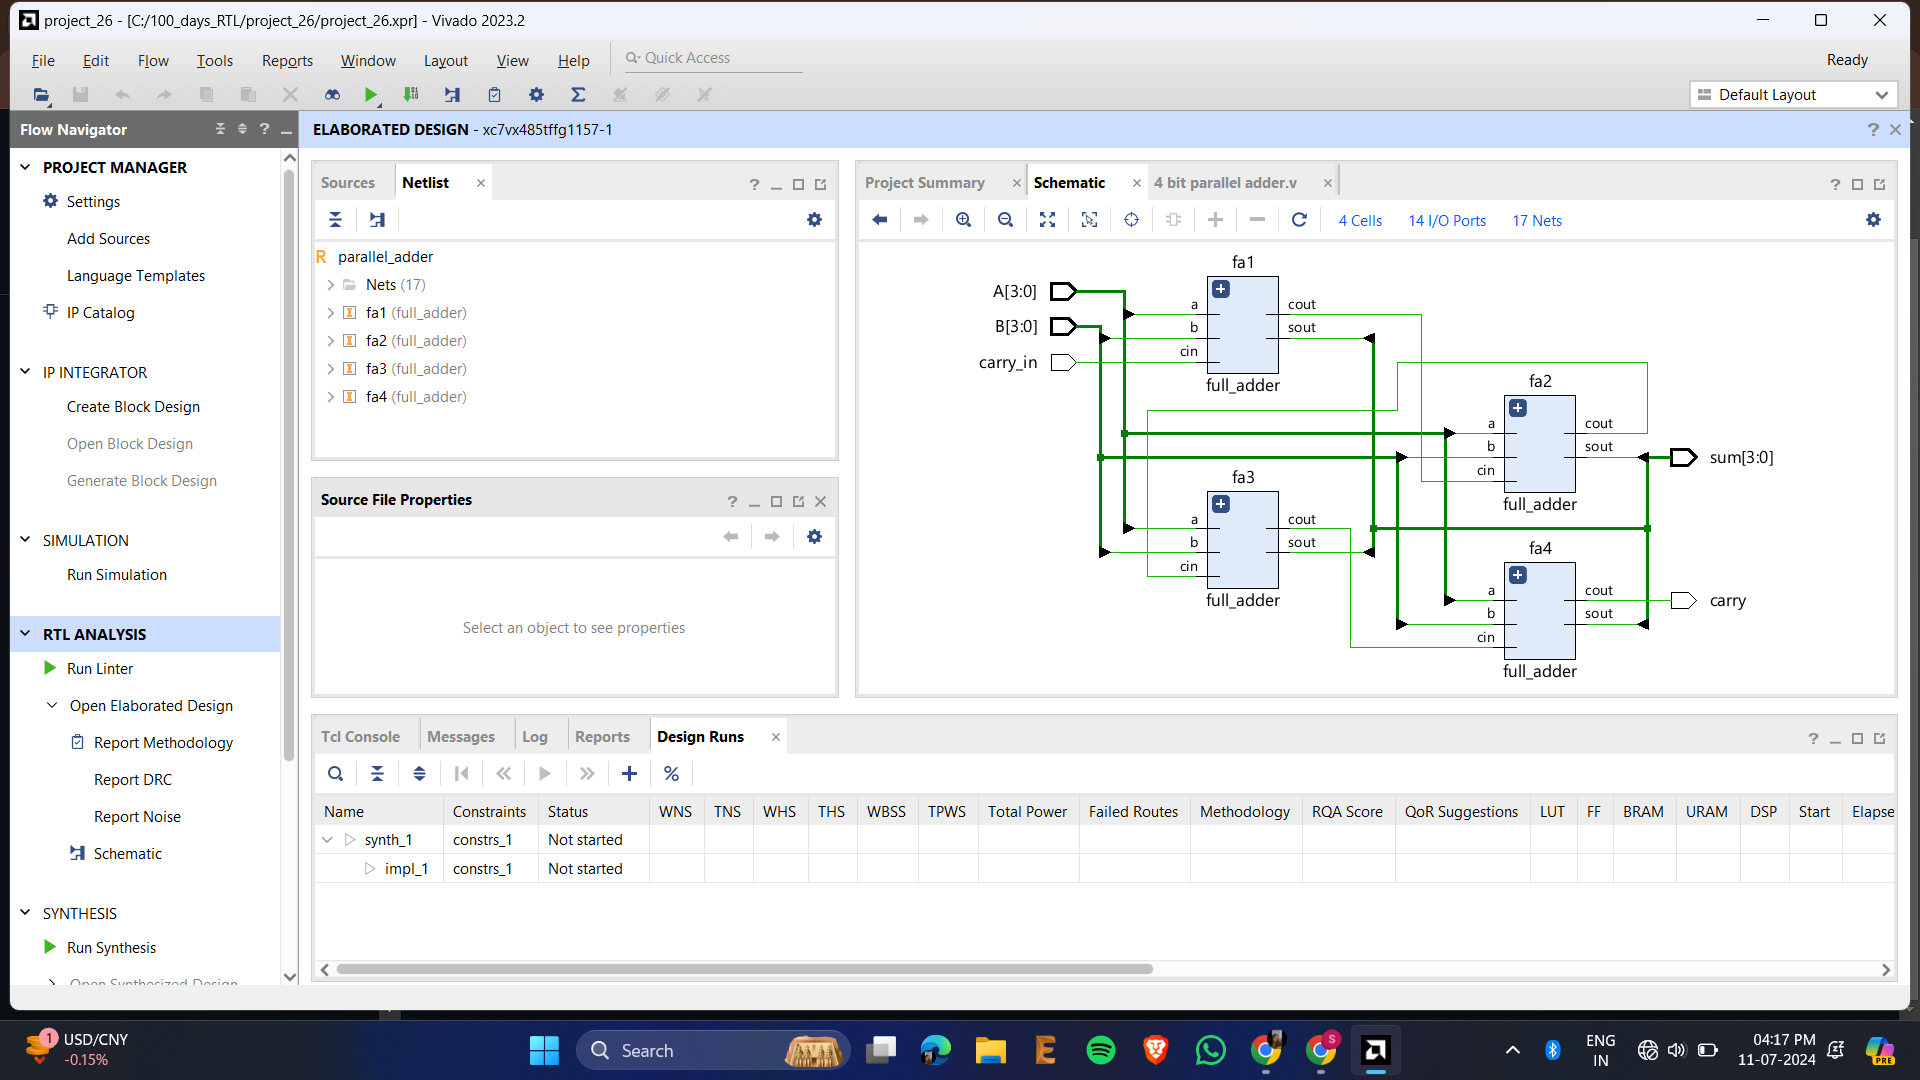 project_26 - [C:/100_days_RTL/project_26/project_26.xpr] - Vivado 2023.2
File Edit Flow Tools Reports Window Layout View Help Quick Access Ready
Default Layout
Flow Navigator ? _
ELABORATED DESIGN - xc7vx485tffg1157-1
PROJECT MANAGER
Settings
Add Sources
Language Templates
IP Catalog
IP INTEGRATOR
Create Block Design
Open Block Design
Generate Block Design
SIMULATION
Run Simulation
RTL ANALYSIS
Run Linter
Open Elaborated Design
Report Methodology
Report DRC
Report Noise
Schematic
SYNTHESIS
Run Synthesis
Open Synthesized Design
Sources Netlist
R parallel_adder
Nets (17)
fa1 (full_adder)
fa2 (full_adder)
fa3 (full_adder)
fa4 (full_adder)
Source File Properties
Select an object to see properties
Project Summary Schematic 4 bit parallel adder.v
4 Cells 14 I/O Ports 17 Nets
A[3:0]
B[3:0]
carry_in
fa1
a
b
cin
cout
sout
full_adder
fa2
a
b
cin
cout
sout
full_adder
sum[3:0]
fa3
a
b
cin
cout
sout
full_adder
fa4
a
b
cin
cout
sout
full_adder
carry
Tcl Console Messages Log Reports Design Runs
Name Constraints Status WNS TNS WHS THS WBSS TPWS Total Power Failed Routes Methodology RQA Score QoR Suggestions LUT FF BRAM URAM DSP Start Elapse
synth_1 constrs_1 Not started
impl_1 constrs_1 Not started
1
USD/CNY
-0.15%
Search
S
ENG
IN
04:17 PM
11-07-2024
PRE